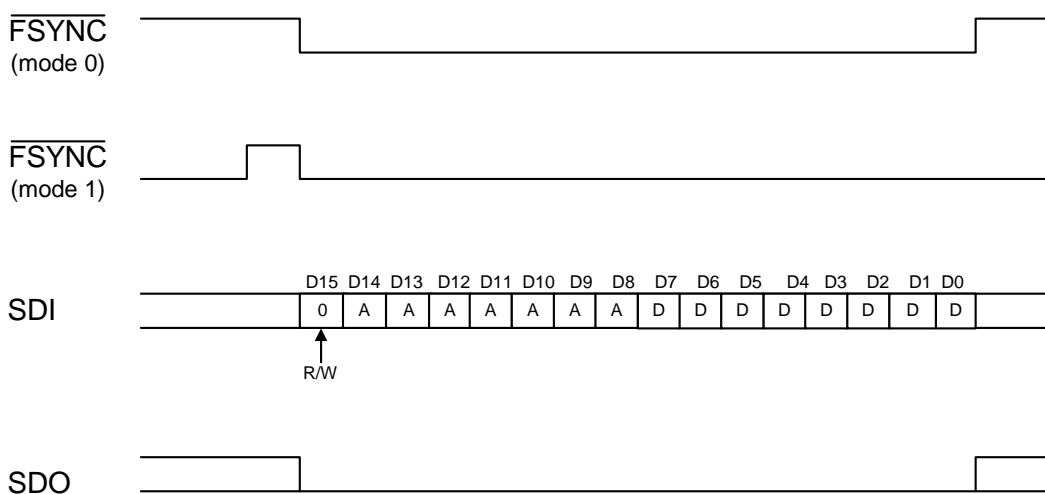 FSYNC
(mode 0)
FSYNC
(mode 1)
D15 D14 D13 D12 D11 D10 D9 D8 D7 D6 D5 D4 D3 D2 D1 D0
SDI
0 A A A A A A A D D D D D D D D
R/W
SDO